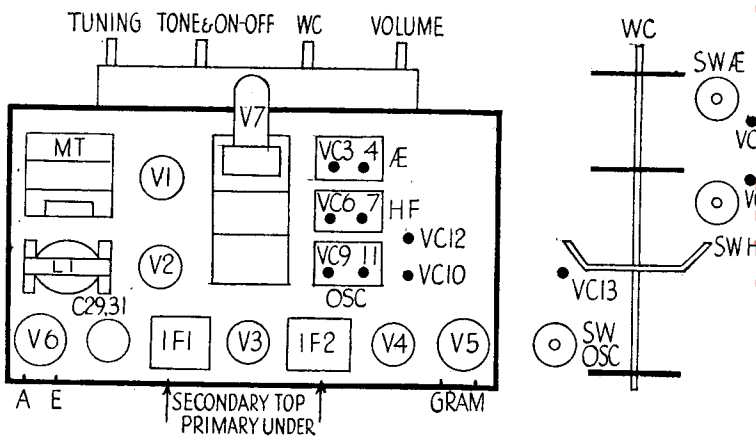 TUNING TONE&ON-OFF WC VOLUME
V7
MT
V1
VC3 4 Æ
VC6 7 HF
V2
VC9 11
VC12
VC10
L1
OSC
C29,31
V6
IF1
V3
IF2
V4
V5
A E
SECONDARY TOP
PRIMARY UNDER
GRAM
WC
SW Æ
VC
SW H
VC13
SW
OSC